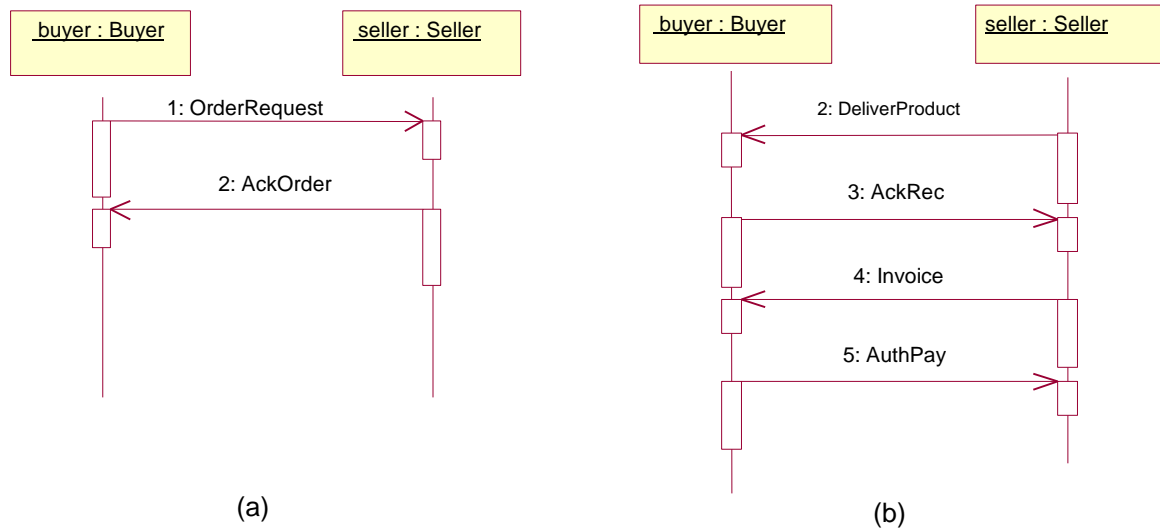 buyer : Buyer
seller : Seller
1: OrderRequest
2: AckOrder
(a)
buyer : Buyer
seller : Seller
2: DeliverProduct
3: AckRec
4: Invoice
5: AuthPay
(b)